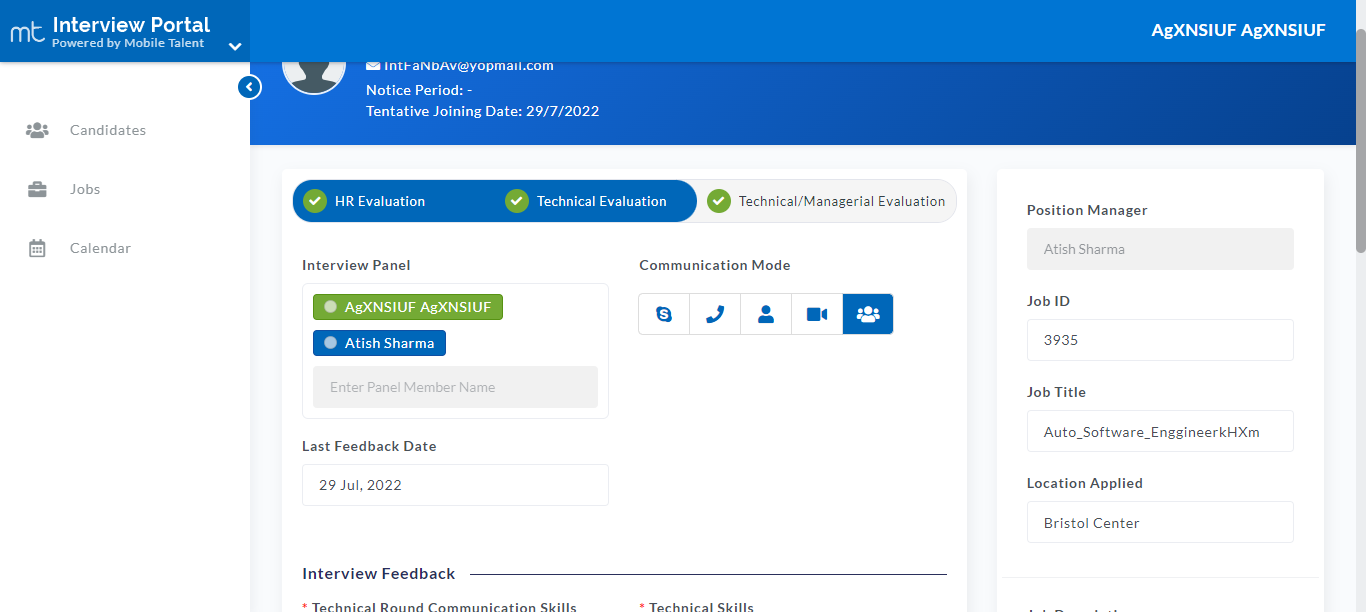 mt Interview Portal
Powered by Mobile Talent
AgXNSIUF AgXNSIUF
Candidates
Jobs
Calendar
IntFaNbAv@yopmail.com
Notice Period: -
Tentative Joining Date: 29/7/2022
HR Evaluation
Technical Evaluation
Technical/Managerial Evaluation
Interview Panel
AgXNSIUF AgXNSIUF
Atish Sharma
Enter Panel Member Name
Communication Mode
Last Feedback Date
29 Jul, 2022
Interview Feedback
* Technical Round Communication Skills
* Technical Skills
Position Manager
Atish Sharma
Job ID
3935
Job Title
Auto_Software_EnggineerkHXm
Location Applied
Bristol Center